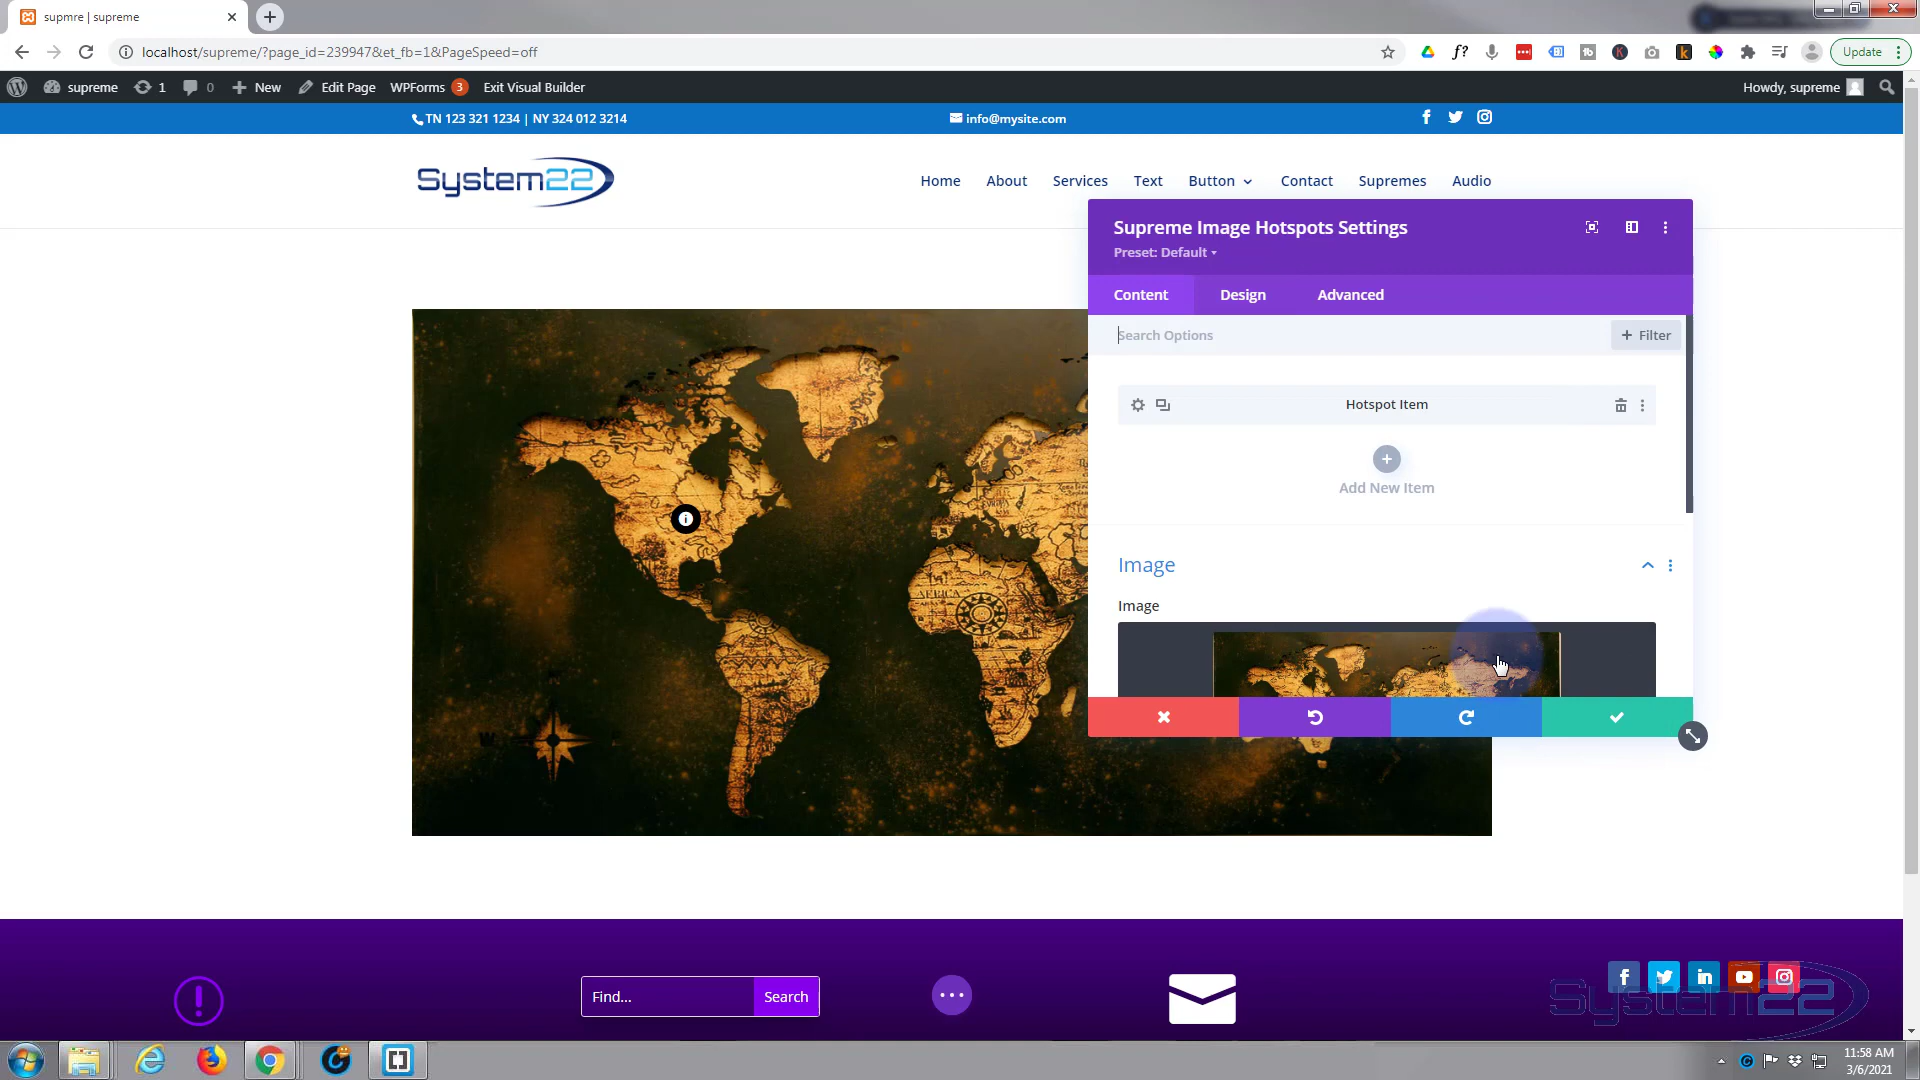 supmre | supreme
localhost/supreme/?page_id=239947&et_fb=1&PageSpeed=off
Update
supreme 1 0 New Edit Page WPForms 3 Exit Visual Builder
Howdy, supreme
TN 123 321 1234 | NY 324 012 3214
info@mysite.com
System22
Home About Services Text Button Contact Supremes Audio
Supreme Image Hotspots Settings
Preset: Default
Content Design Advanced
Search Options
+ Filter
Hotspot Item
Add New Item
Image
Image
AFRICA
W
Find...
Search
System22
11:58 AM
3/6/2021